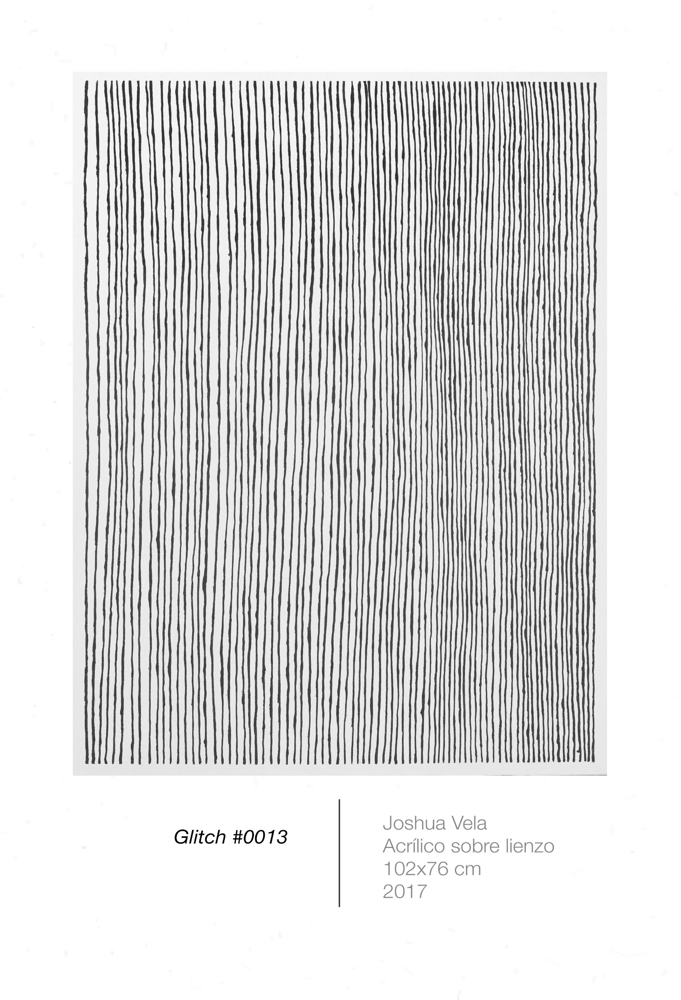 Glitch #0013
Joshua Vela
Acrílico sobre lienzo
102x76 cm
2017